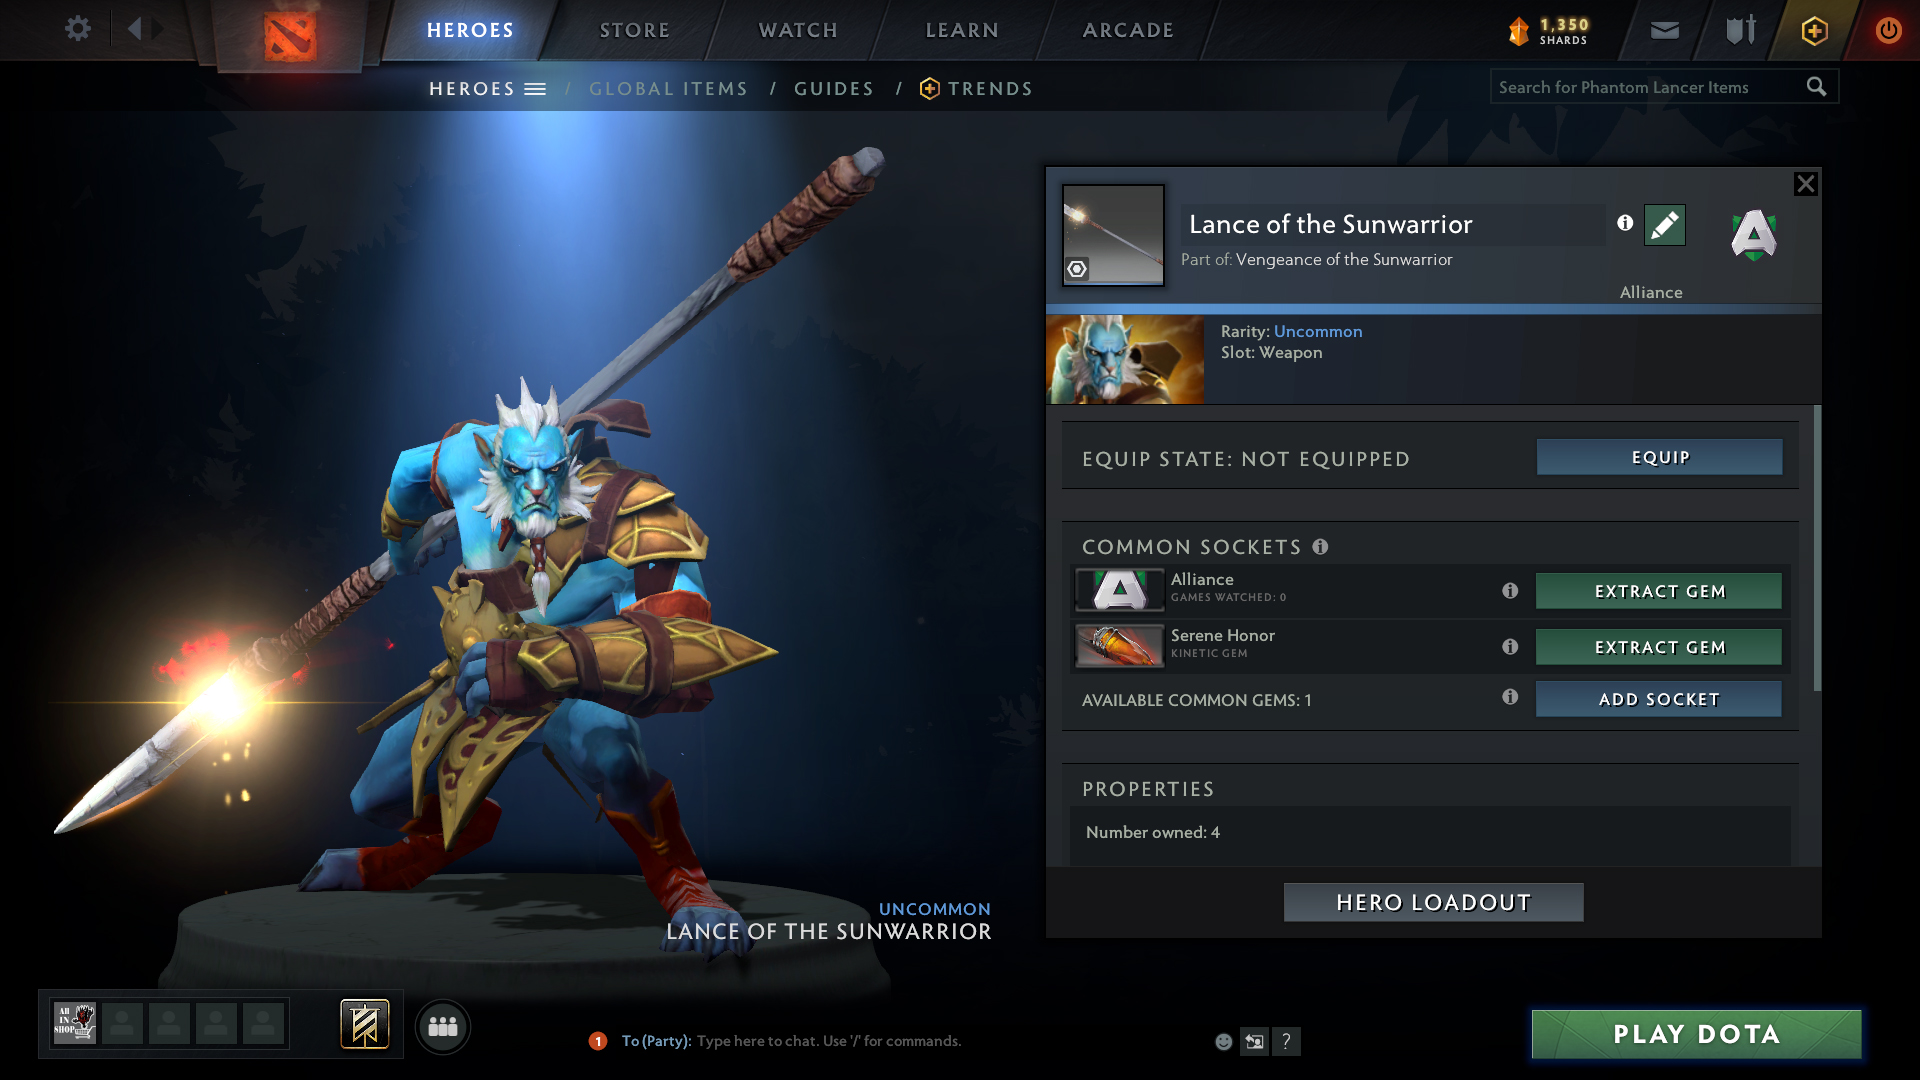 HEROES
STORE
WATCH
LEARN
ARCADE
1,350
SHARDS
HEROES / GLOBAL ITEMS / GUIDES / TRENDS
Search for Phantom Lancer Items
Lance of the Sunwarrior
Part of: Vengeance of the Sunwarrior
Alliance
Rarity: Uncommon
Slot: Weapon
EQUIP STATE: NOT EQUIPPED
EQUIP
COMMON SOCKETS
Alliance
GAMES WATCHED: 0
EXTRACT GEM
Serene Honor
KINETIC GEM
EXTRACT GEM
AVAILABLE COMMON GEMS: 1
ADD SOCKET
PROPERTIES
Number owned: 4
HERO LOADOUT
UNCOMMON
LANCE OF THE SUNWARRIOR
AH
IN
SHOP
1
To (Party): Type here to chat. Use '/' for commands.
?
PLAY DOTA